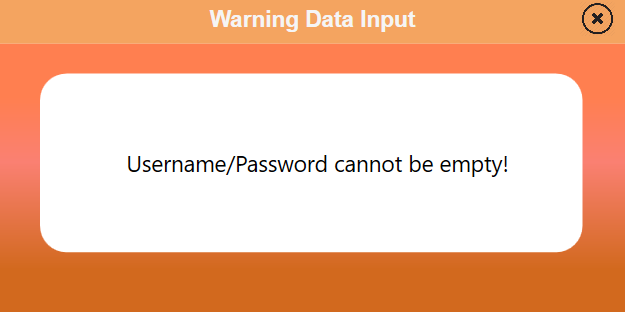 Warning Data Input
Username/Password cannot be empty!